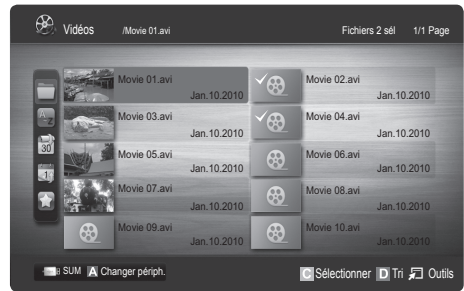 Vidéos /Movie 01.avi Fichiers 2 sél 1/1 Page
Movie 01.avi Movie 02.avi
Jan.10.2010 Jan.10.2010
Movie 03.avi Movie 04.avi
Jan.10.2010 Jan.10.2010
30
Movie 05.avi Movie 06.avi
Jan.10.2010 Jan.10.2010
Movie 07.avi Movie 08.avi
Jan.10.2010 Jan.10.2010
Movie 09.avi Movie 10.avi
Jan.10.2010 Jan.10.2010
SUM A Changer périph. C Sélectionner D Tri Outils